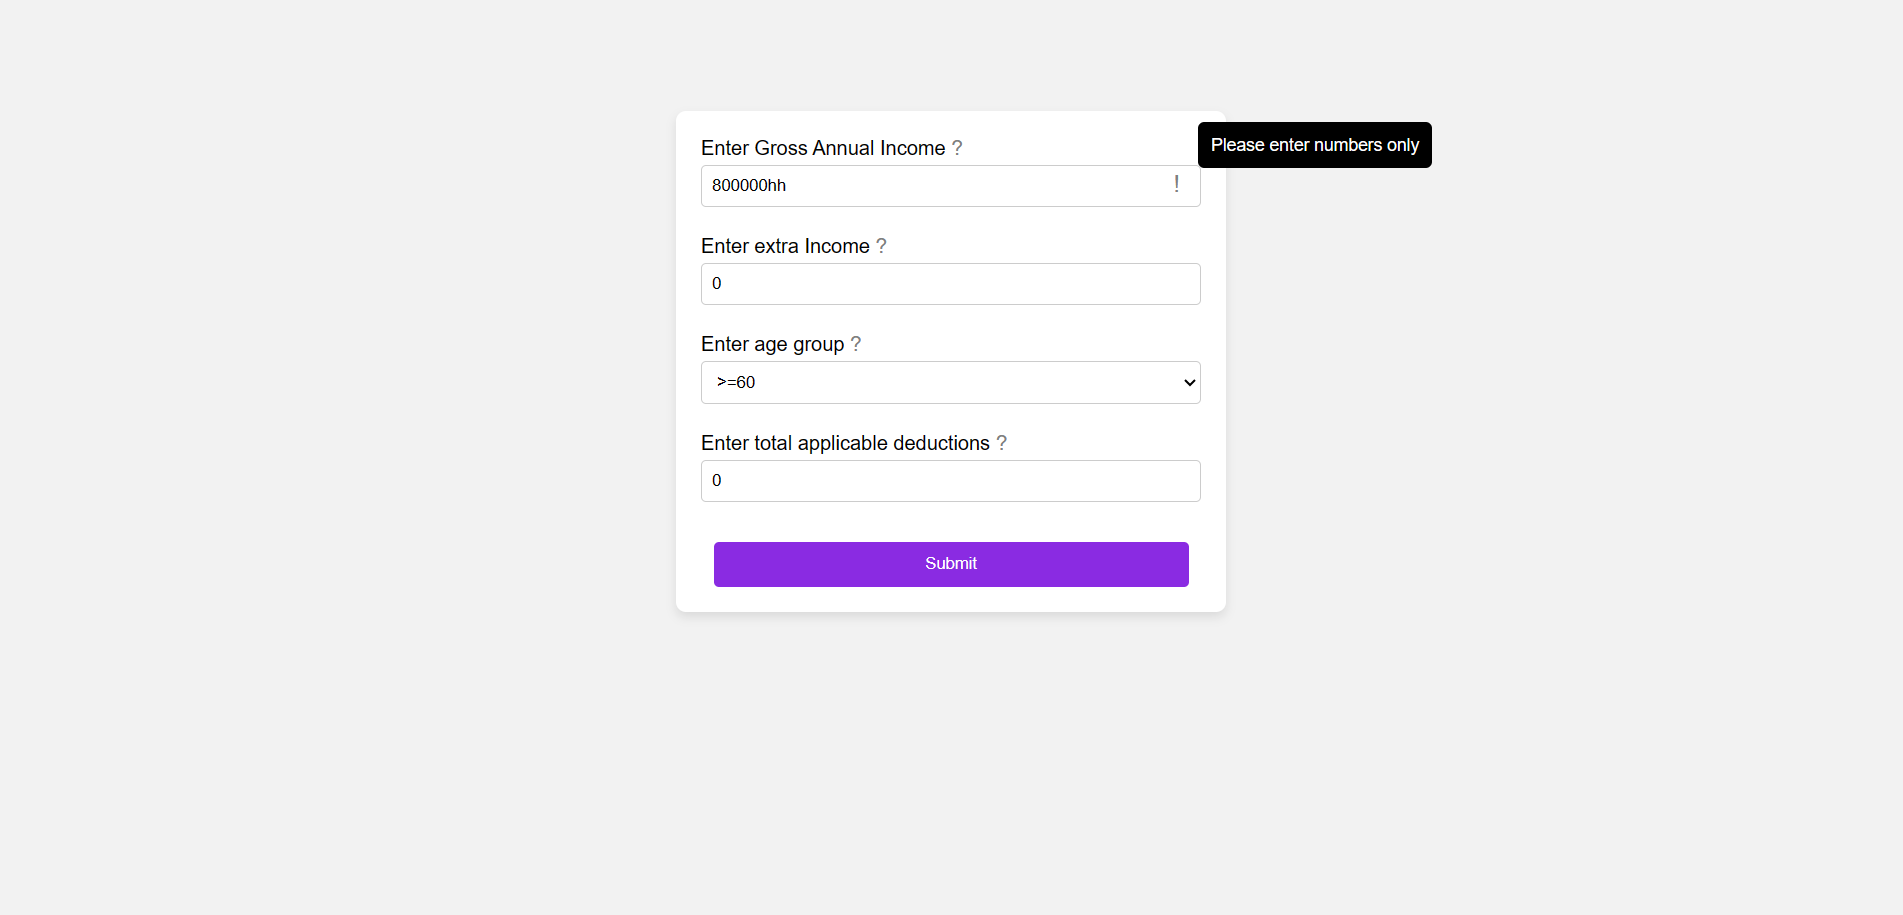 Enter Gross Annual Income ?
Please enter numbers only
800000hh !
Enter extra Income ?
0
Enter age group ?
>=60
Enter total applicable deductions ?
0
Submit